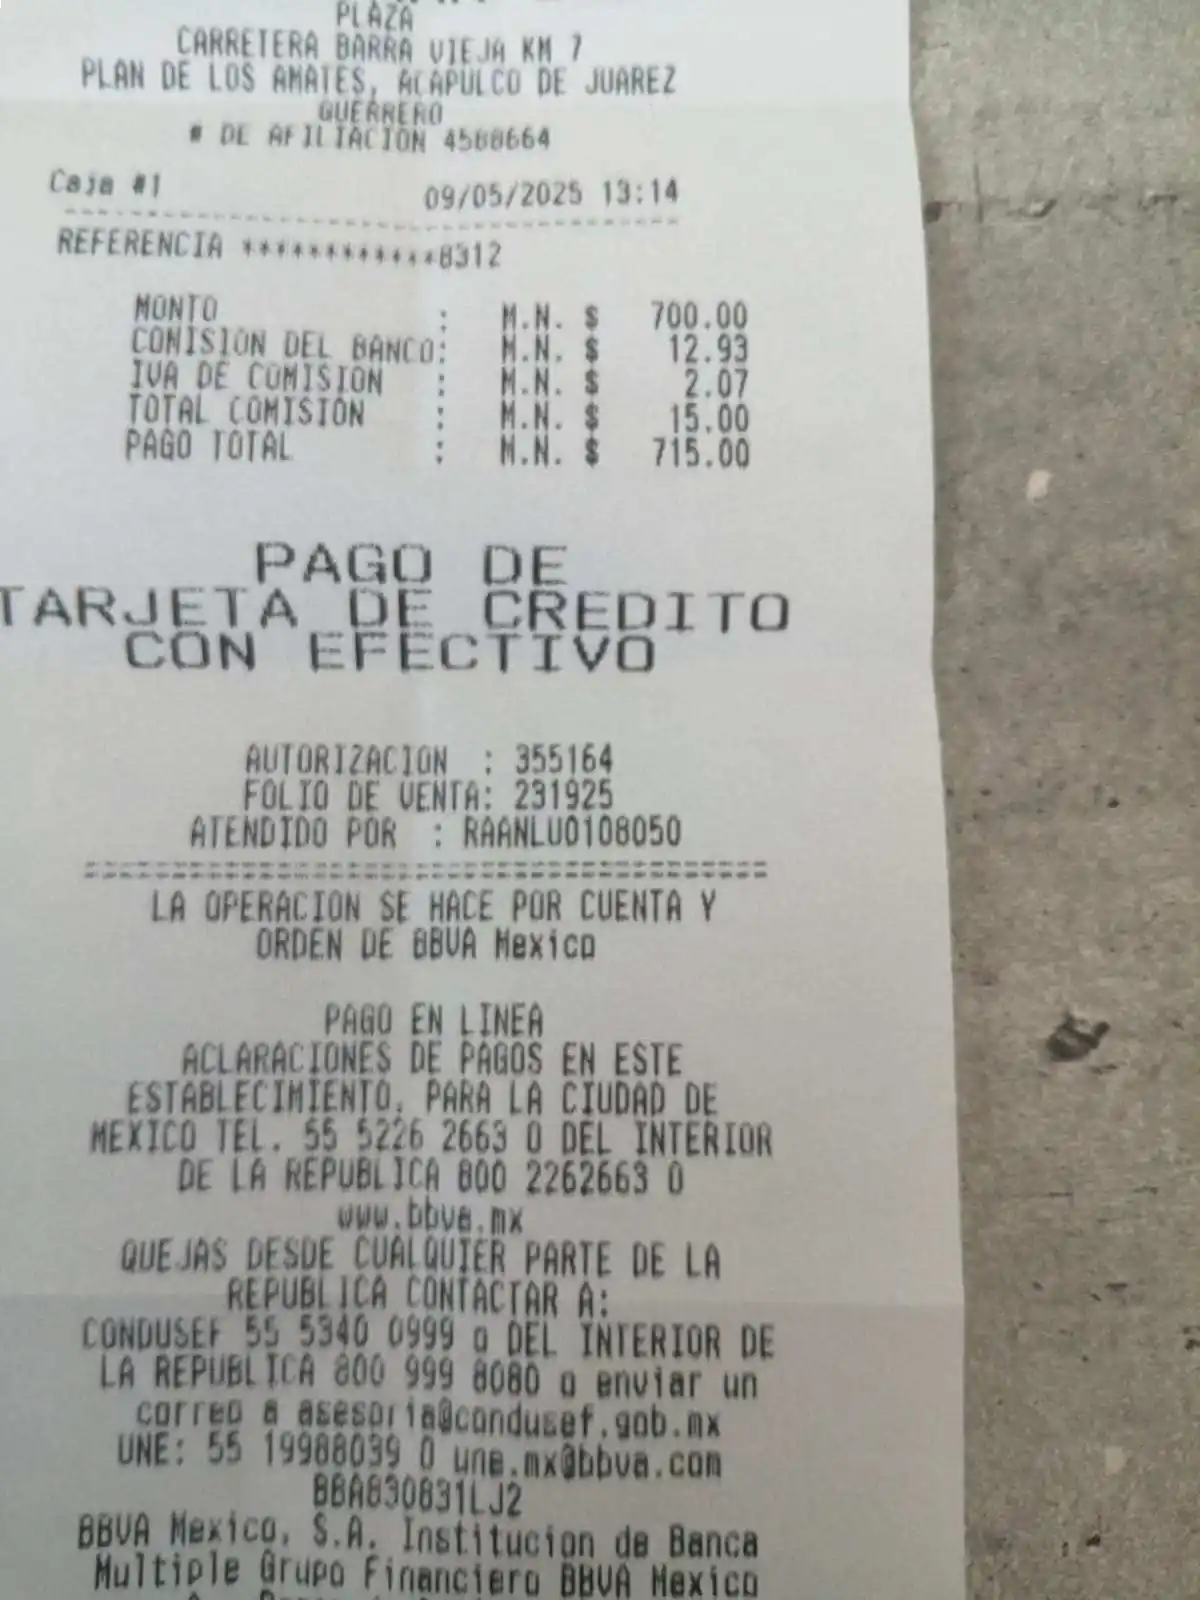 PLAZA
CARRETERA BARRA VIEJA KM 7
PLAN DE LOS AMATES, ACAPULCO DE JUAREZ
GUERRERO
# DE AFILIACION 4588664
Caja #1 09/05/2025 13:14
REFERENCIA ************8312
MONTO : M.N. $ 700.00
COMISION DEL BANCO: M.N. $ 12.93
IVA DE COMISION : M.N. $ 2.07
TOTAL COMISION : M.N. $ 15.00
PAGO TOTAL : M.N. $ 715.00
PAGO DE
TARJETA DE CREDITO
CON EFECTIVO
AUTORIZACION : 355164
FOLIO DE VENTA: 231925
ATENDIDO POR : RAANLU0108050
LA OPERACION SE HACE POR CUENTA Y
ORDEN DE BBVA Mexico
PAGO EN LINEA
ACLARACIONES DE PAGOS EN ESTE
ESTABLECIMIENTO, PARA LA CIUDAD DE
MEXICO TEL. 55 5226 2663 O DEL INTERIOR
DE LA REPUBLICA 800 2262663 O
www.bbva.mx
QUEJAS DESDE CUALQUIER PARTE DE LA
REPUBLICA CONTACTAR A:
CONDUSEF 55 5340 0999 o DEL INTERIOR DE
LA REPUBLICA 800 999 8080 o enviar un
correo a asesoria@condusef.gob.mx
UNE: 55 19988039 O une.mx@bbva.com
BBA830831LJ2
BBVA Mexico, S.A. Institucion de Banca
Multiple Grupo Financiero BBVA Mexico